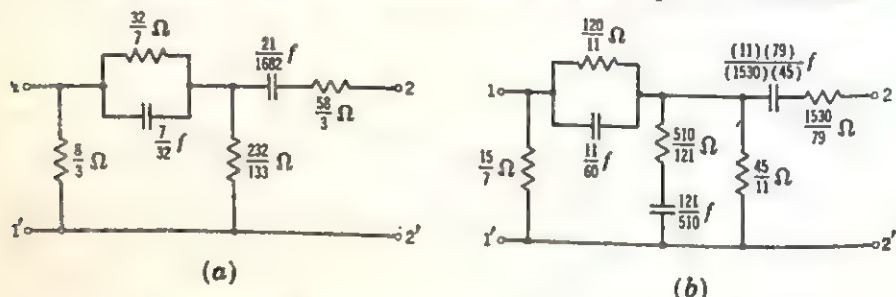 32/7 Ω
21/1682 f
1 2
7/32 f
58/3 Ω
8/3 Ω
232/133 Ω
1' 2'
(a)
120/11 Ω
(11)(79)/(1530)(45) f
1 2
11/60 f
510/121 Ω
1530/79 Ω
15/7 Ω
45/11 Ω
121/510 f
1' 2'
(b)